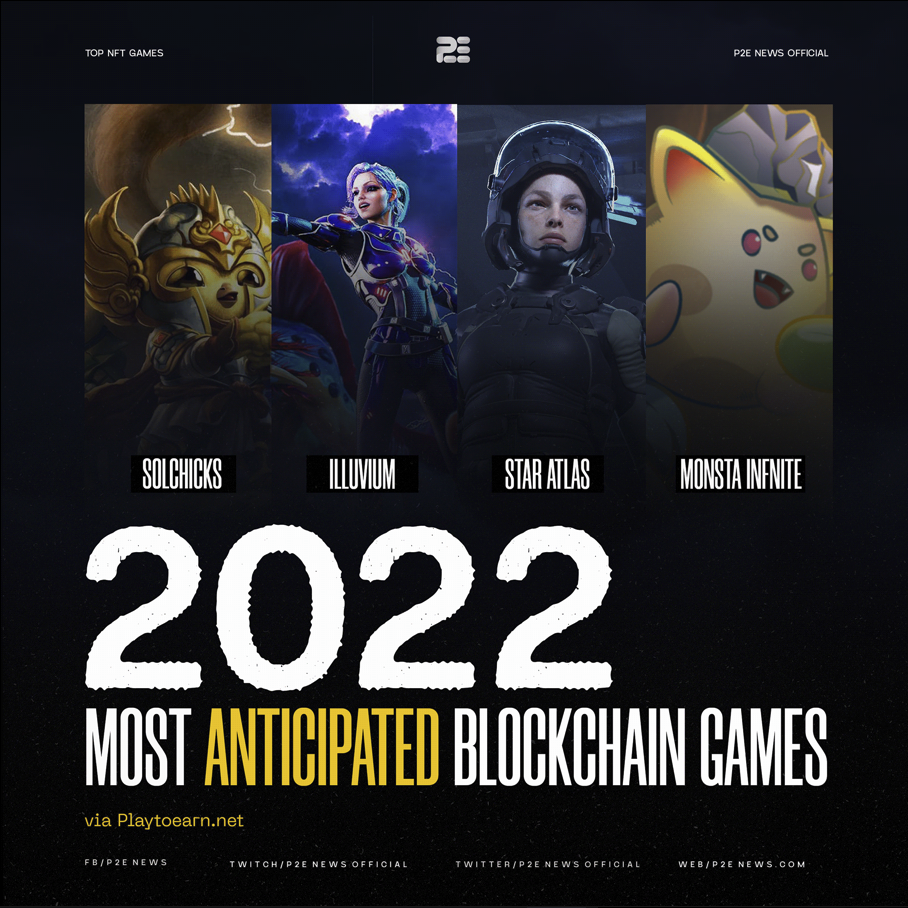 TOP NFT GAMES
P2E
P2E NEWS OFFICIAL
SOLCHICKS
ILLUVIUM
STAR ATLAS
MONSTA INFNITE
2022
MOST ANTICIPATED BLOCKCHAIN GAMES
via Playtoearn.net
FB/P2E NEWS
TWITCH/P2E NEWS OFFICIAL
TWITTER/P2E NEWS OFFICIAL
WEB/P2E NEWS.COM